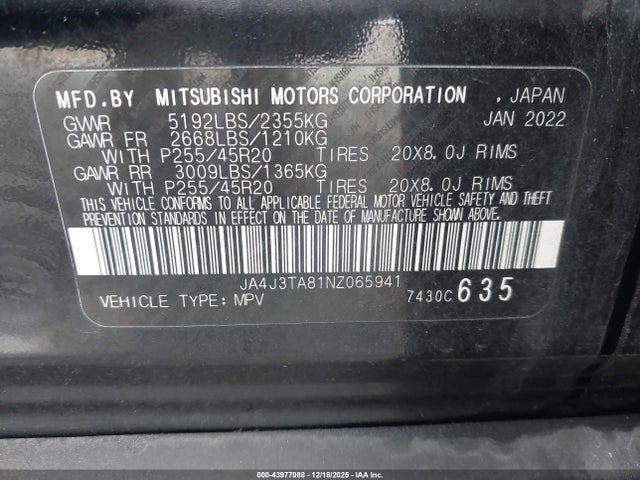 MFD.BY MITSUBISHI MOTORS CORPORATION , JAPAN
GVWR 5192LBS/2355KG JAN 2022
GAWR FR 2668LBS/1210KG
WITH P255/45R20 TIRES 20X8.0J RIMS
GAWR RR 3009LBS/1365KG
WITH P255/45R20 TIRES 20X8.0J RIMS
THIS VEHICLE CONFORMS TO ALL APPLICABLE FEDERAL MOTOR VEHICLE SAFETY AND THEFT
PREVENTION STANDARDS IN EFFECT ON THE DATE OF MANUFACTURE SHOWN ABOVE.
JA4J3TA81NZ065941
VEHICLE TYPE: MPV 7430C 635
000-43977088 - 12/18/2025 - IAA Inc.